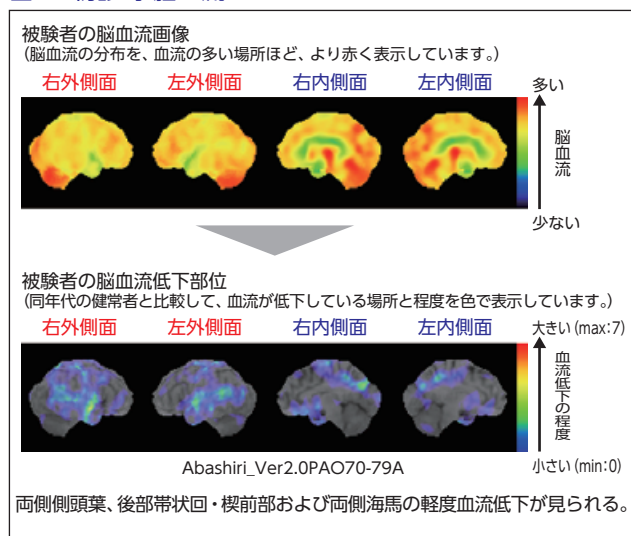 被験者の脳血流画像
(脳血流の分布を、血流の多い場所ほど、より赤く表示しています。)
右外側面 左外側面 右内側面 左内側面 多い
脳血流
少ない
被験者の脳血流低下部位
(同年代の健常者と比較して、血流が低下している場所と程度を色で表示しています。)
右外側面 左外側面 右内側面 左内側面 大きい(max:7)
血流低下の程度
Abashiri_Ver2.0PAO70-79A 小さい(min:0)
両側側頭葉、後部帯状回・楔前部および両側海馬の軽度血流低下が見られる。